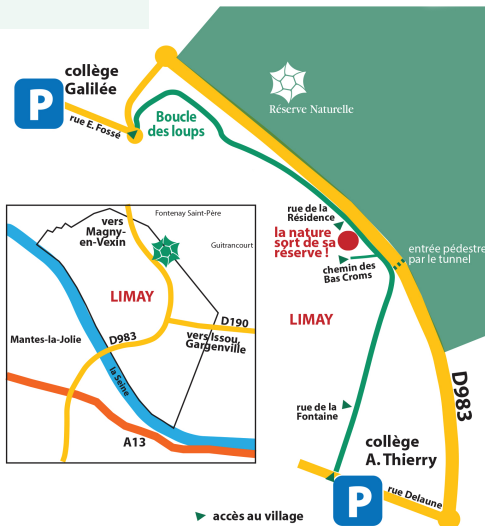 collège
Galilée
P
rue E. Fossé
Boucle
des loups
Réserve Naturelle
rue de la
Résidence
la nature
sort de sa
réserve !
chemin des
Bas Croms
entrée pédestre
par le tunnel
LIMAY
D983
rue de la
Fontaine
collège
A. Thierry
P
rue Delaune
accès au village
Fontenay Saint-Père
vers
Magny-
en-Vexin
Guitrancourt
LIMAY
D190
Mantes-la-Jolie
D983
vers Issou,
Gargenville
la Seine
A13